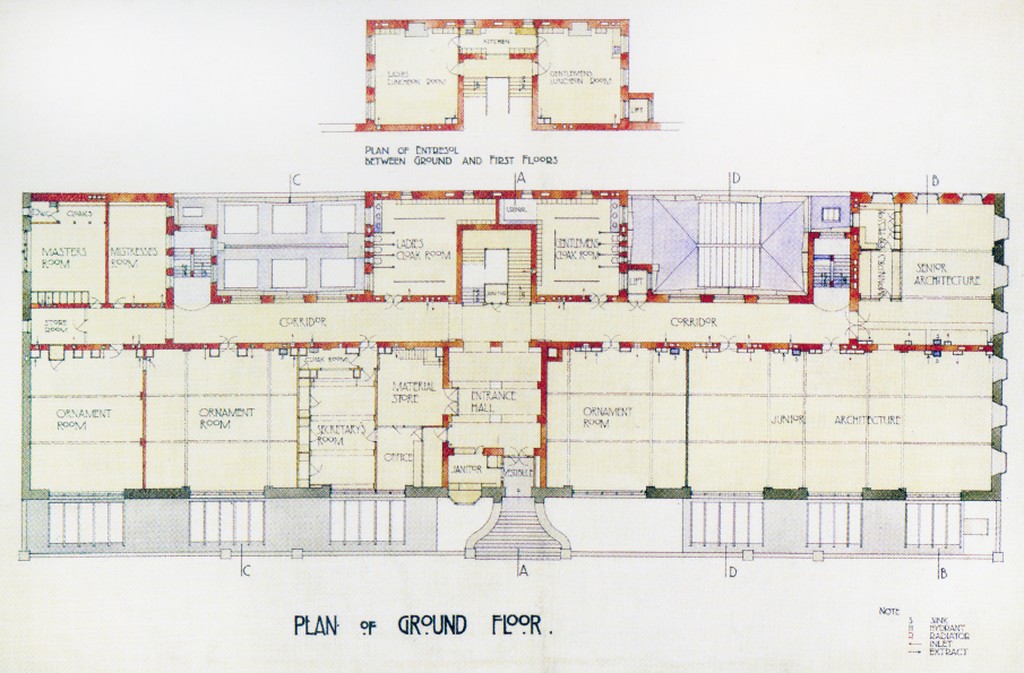 KITCHEN
LADIES
LUNCHEON ROOM
GENTLEMENS
LUNCHEON ROOM
LIFT
PLAN OF ENTRESOL
BETWEEN GROUND AND FIRST FLOORS
C
A
D
B
CLOAKS
MASTERS
ROOM
MISTRESSES
ROOM
LADIES
CLOAK ROOM
URINAL
GENTLEMENS
CLOAK ROOM
LIFT
SENIOR
ARCHITECTURE
STORE
ROOM
CORRIDOR
CORRIDOR
ORNAMENT
ROOM
ORNAMENT
ROOM
CLOAK ROOM
SECRETARY'S
ROOM
MATERIAL
STORE
OFFICE
ENTRANCE
HALL
JANITOR
VESTIBULE
ORNAMENT
ROOM
JUNIOR ARCHITECTURE
C
A
D
B
PLAN OF GROUND FLOOR.
NOTE
S SINK
H HYDRANT
R RADIATOR
INLET
EXTRACT